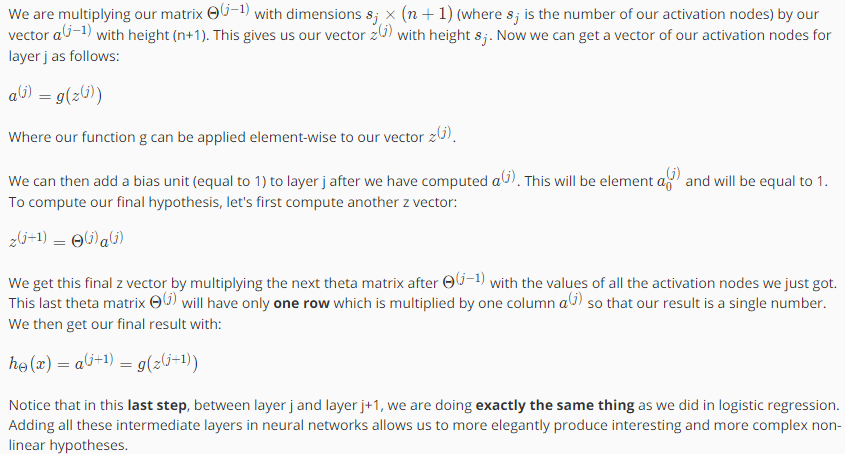 We are multiplying our matrix Θ^(j−1) with dimensions s_j × (n + 1) (where s_j is the number of our activation nodes) by our
vector a^(j−1) with height (n+1). This gives us our vector z^(j) with height s_j. Now we can get a vector of our activation nodes for
layer j as follows:
a^(j) = g(z^(j))
Where our function g can be applied element-wise to our vector z^(j).
We can then add a bias unit (equal to 1) to layer j after we have computed a^(j). This will be element a_0^(j) and will be equal to 1.
To compute our final hypothesis, let's first compute another z vector:
z^(j+1) = Θ^(j)a^(j)
We get this final z vector by multiplying the next theta matrix after Θ^(j−1) with the values of all the activation nodes we just got.
This last theta matrix Θ^(j) will have only one row which is multiplied by one column a^(j) so that our result is a single number.
We then get our final result with:
h_Θ(x) = a^(j+1) = g(z^(j+1))
Notice that in this last step, between layer j and layer j+1, we are doing exactly the same thing as we did in logistic regression.
Adding all these intermediate layers in neural networks allows us to more elegantly produce interesting and more complex non-
linear hypotheses.